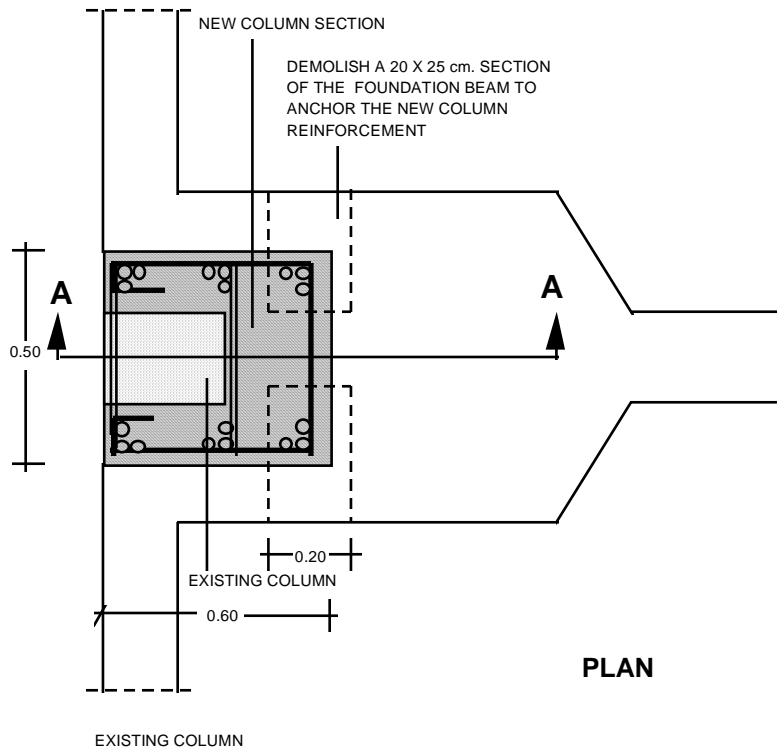 NEW COLUMN SECTION
DEMOLISH A 20 X 25 cm. SECTION
OF THE FOUNDATION BEAM TO
ANCHOR THE NEW COLUMN
REINFORCEMENT
A
A
0.50
0.20
EXISTING COLUMN
0.60
PLAN
EXISTING COLUMN